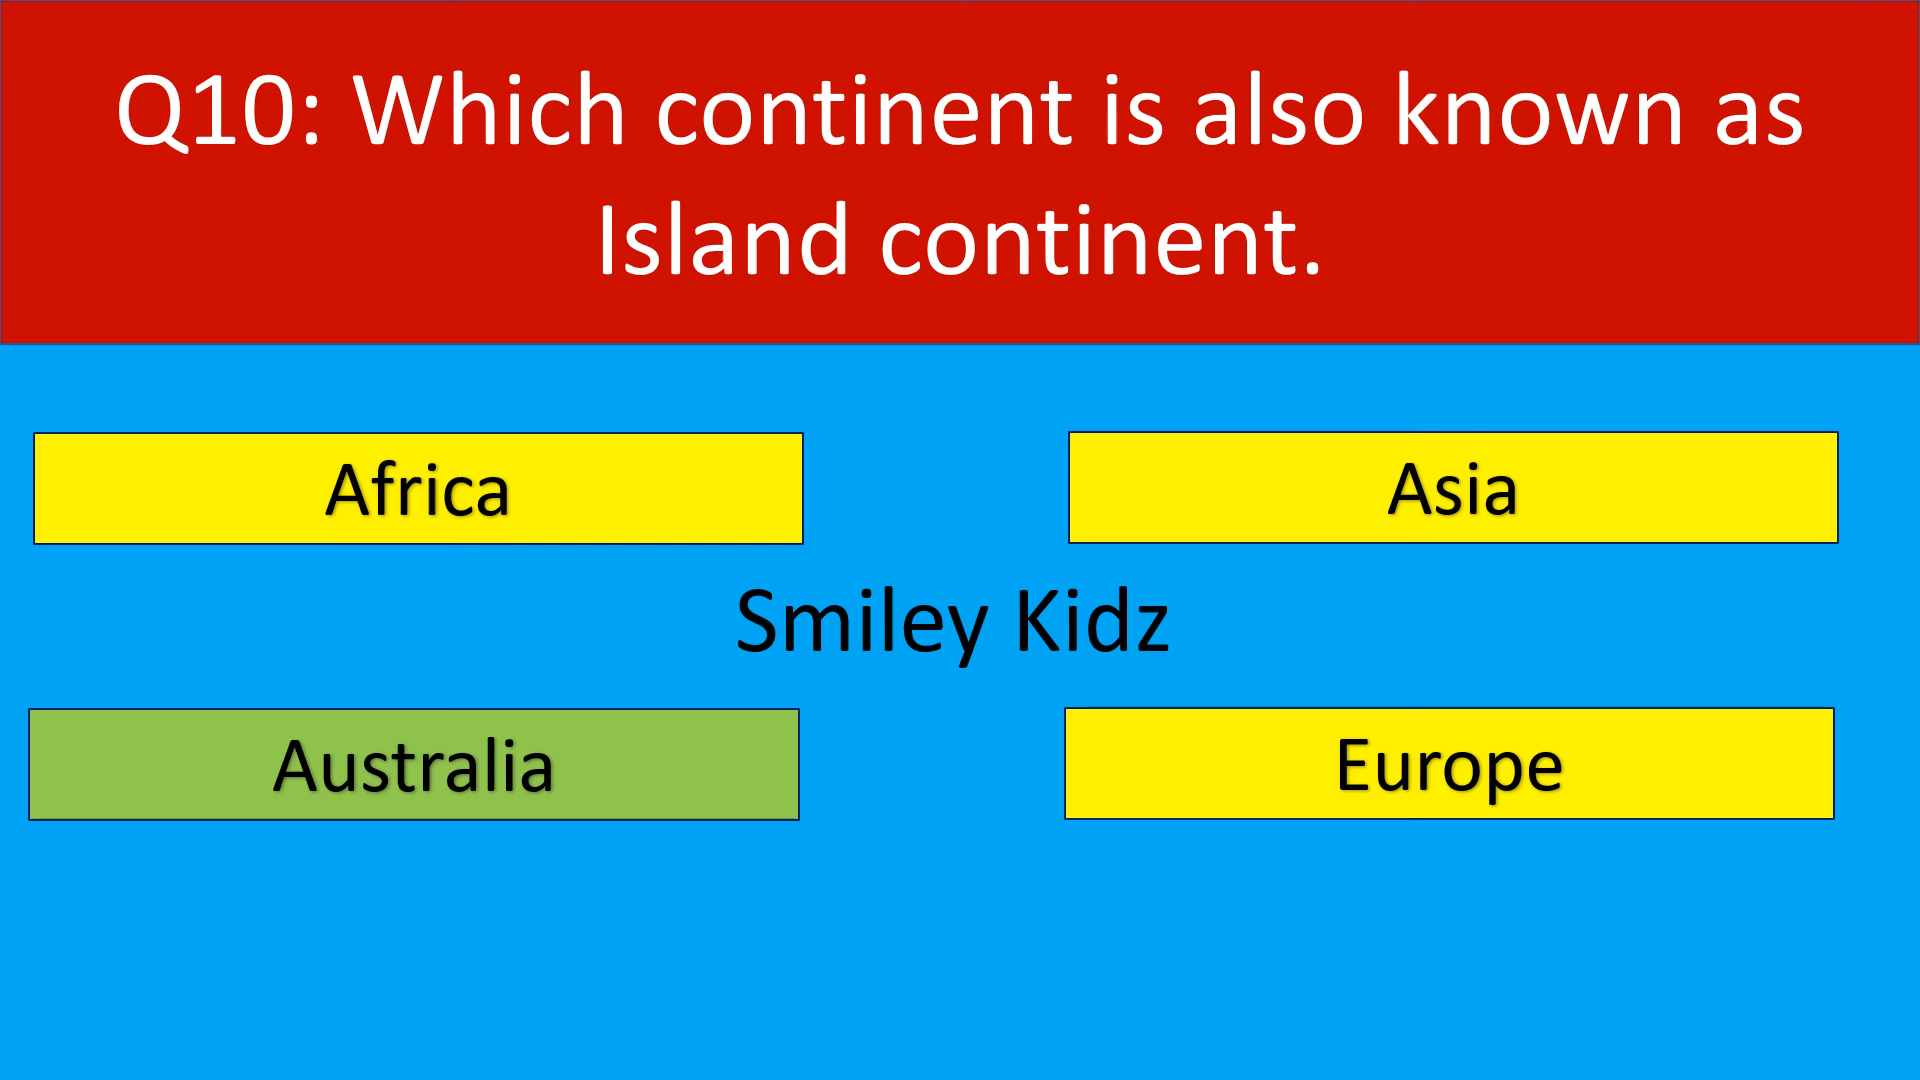 Q10: Which continent is also known as
Island continent.
Africa
Asia
Smiley Kidz
Australia
Europe